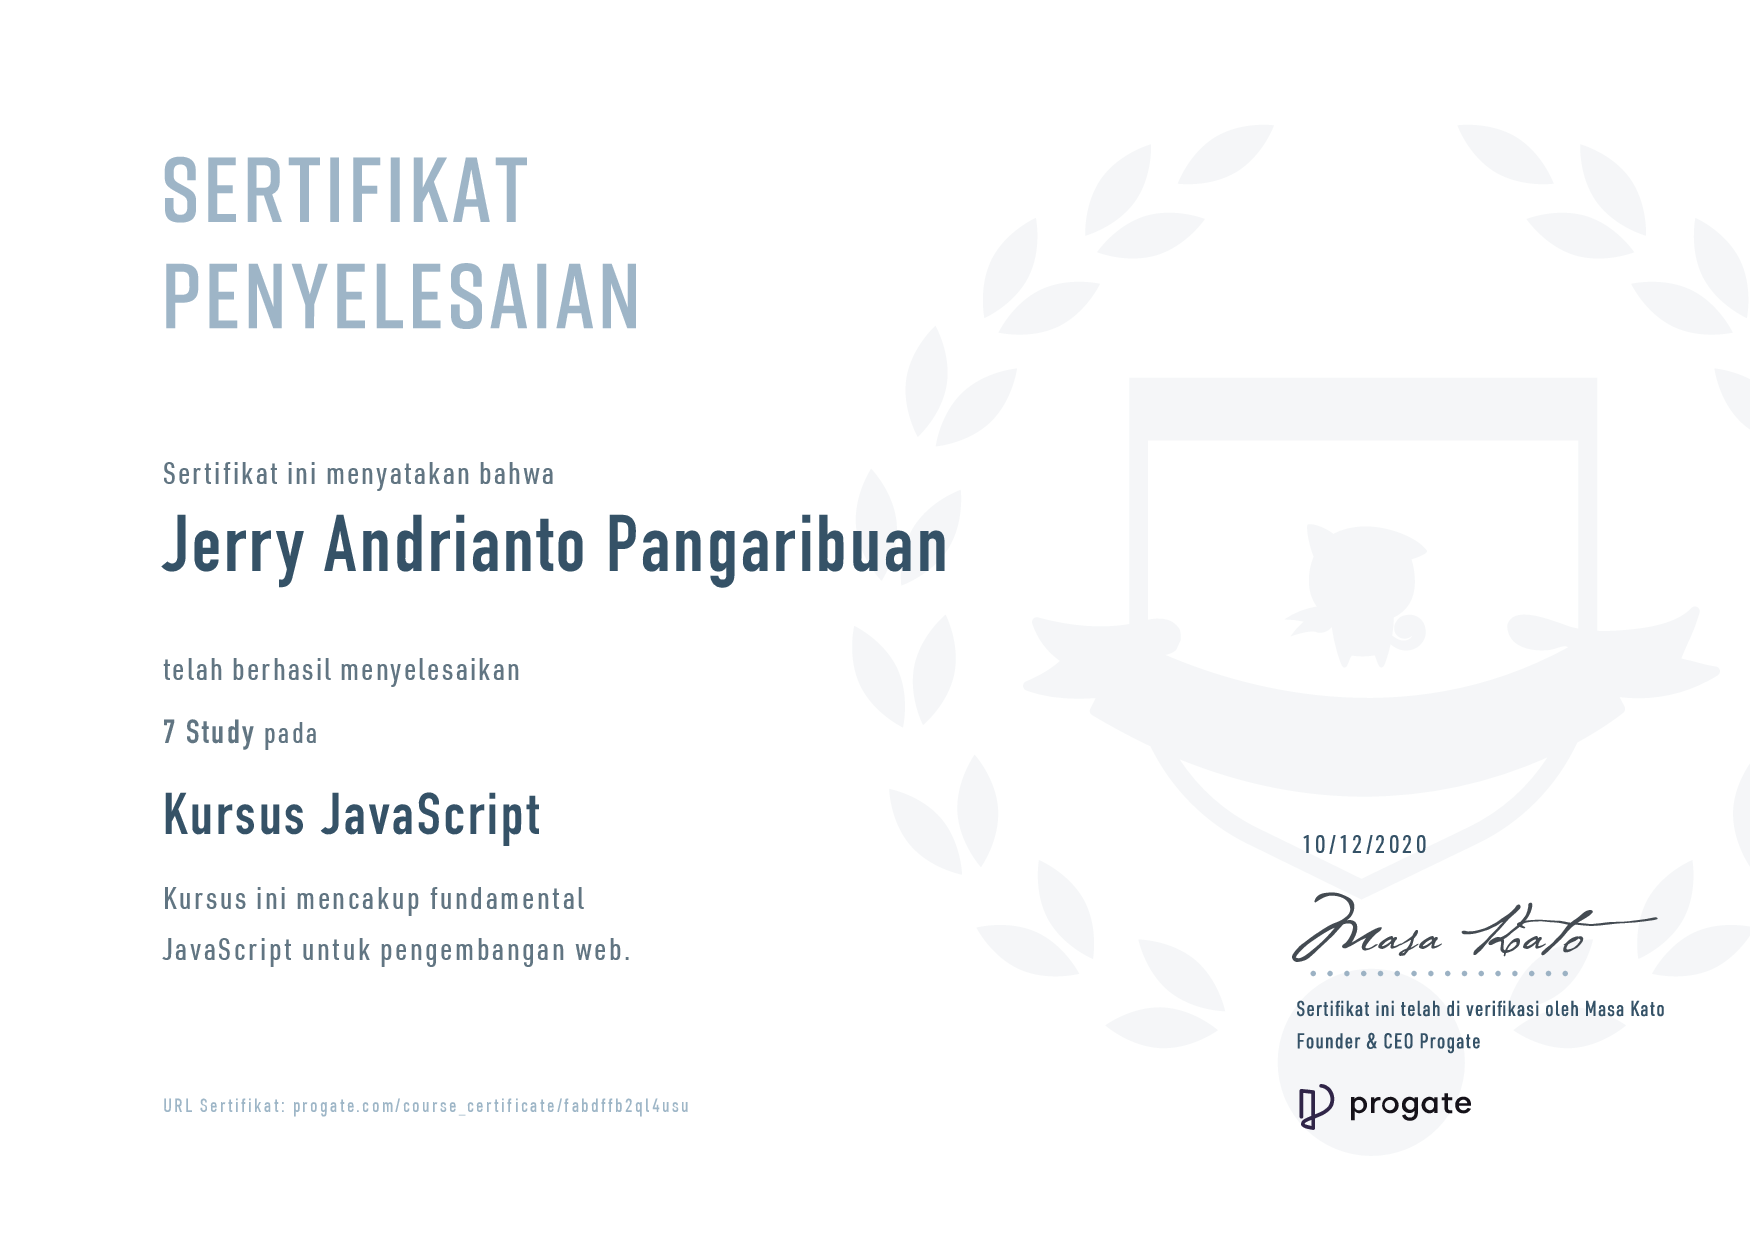 SERTIFIKAT
PENYELESAIAN
Sertifikat ini menyatakan bahwa
Jerry Andrianto Pangaribuan
telah berhasil menyelesaikan
7 Study pada
Kursus JavaScript
Kursus ini mencakup fundamental
JavaScript untuk pengembangan web.
10/12/2020
Masa Kato
Sertifikat ini telah di verifikasi oleh Masa Kato
Founder & CEO Progate
progate
URL Sertifikat: progate.com/course_certificate/fabdffb2ql4usu